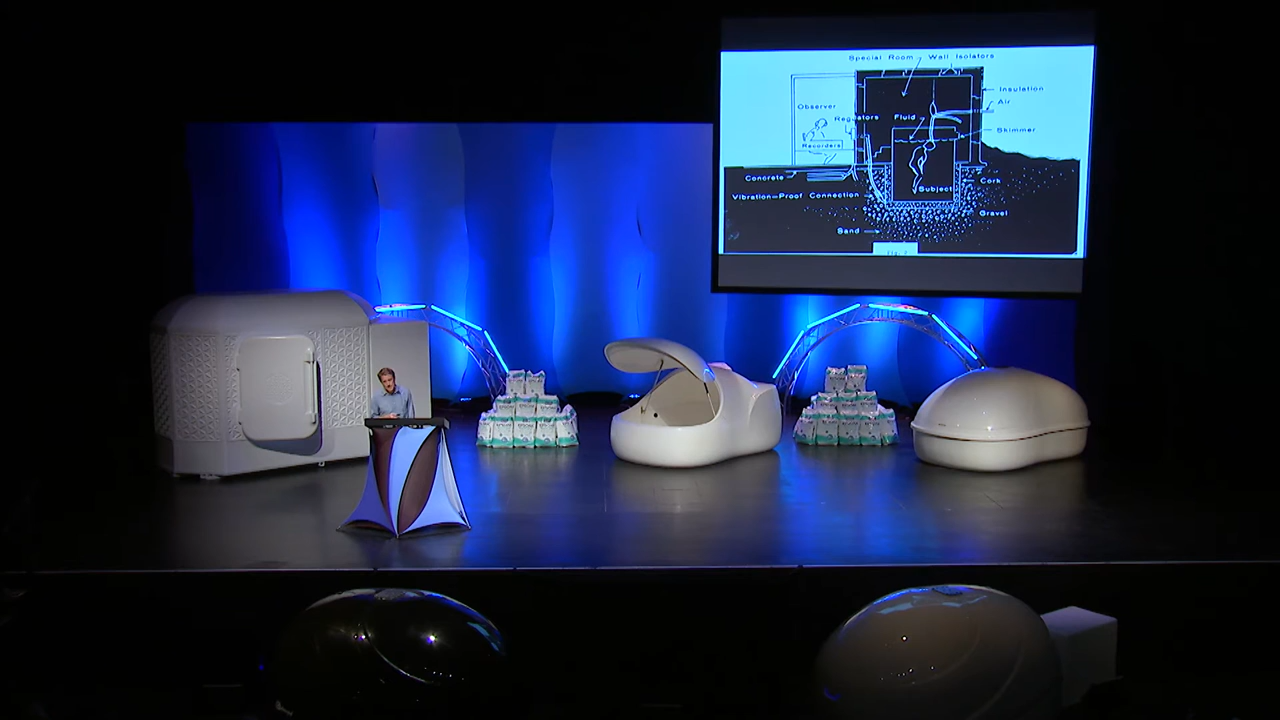 Special Room
Wall Isolators
Insulation
Observer
Air
Regulators
Fluid
Skimmer
Recorders
Concrete
Cork
Subject
Vibration—Proof Connection
Gravel
Sand